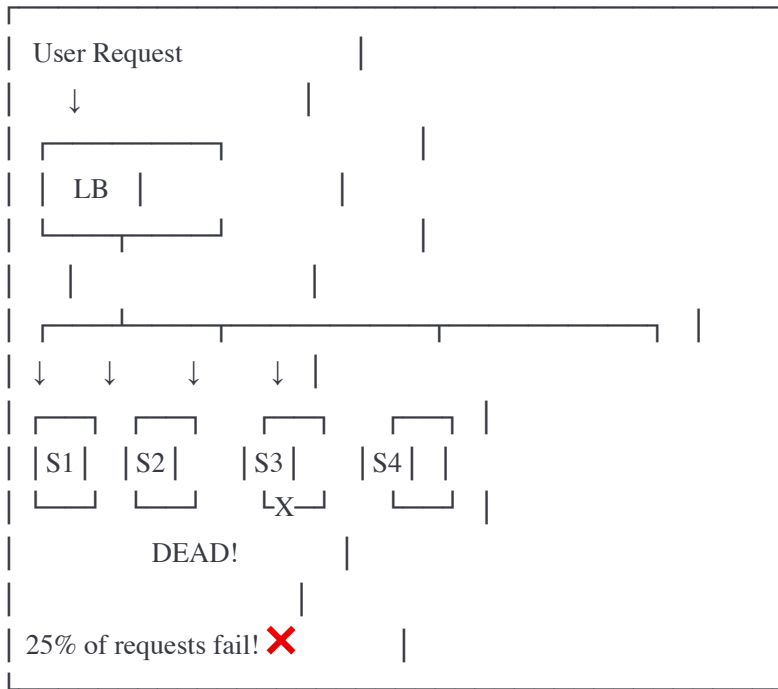 User Request
↓
LB
↓ ↓ ↓ ↓
S1 S2 S3 S4
X
DEAD!
25% of requests fail! ❌